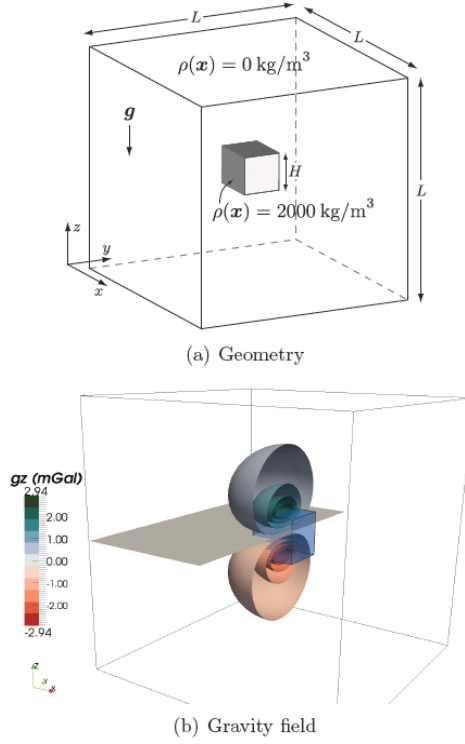 L
L
ρ(x) = 0 kg/m³
g
H
L
ρ(x) = 2000 kg/m³
z
y
x
(a) Geometry
gz (mGal)
2.94
2.00
1.00
0.00
-1.00
-2.00
-2.94
z
y
x
(b) Gravity field